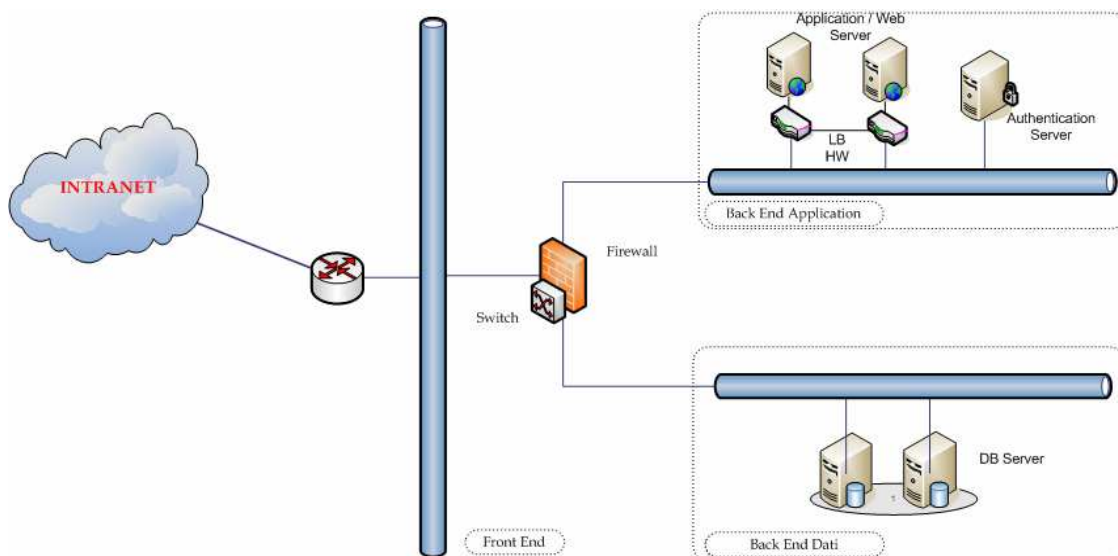 Application / Web
Server
INTRANET
LB
HW
Authentication
Server
Back End Application
Firewall
Switch
DB Server
Front End
Back End Dati